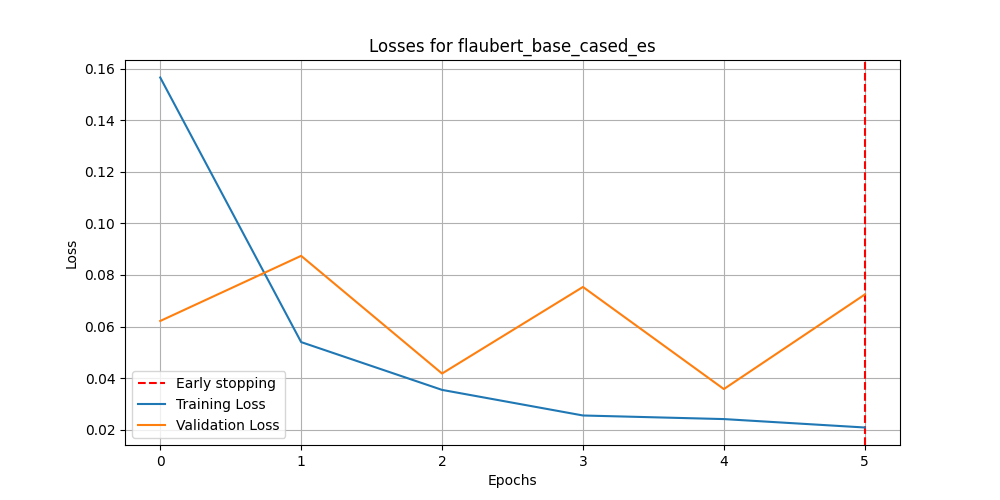 Losses for flaubert_base_cased_es
0.16
0.14
0.12
0.10
0.08
0.06
0.04
0.02
Loss
Early stopping
Training Loss
Validation Loss
0 1 2 3 4 5
Epochs